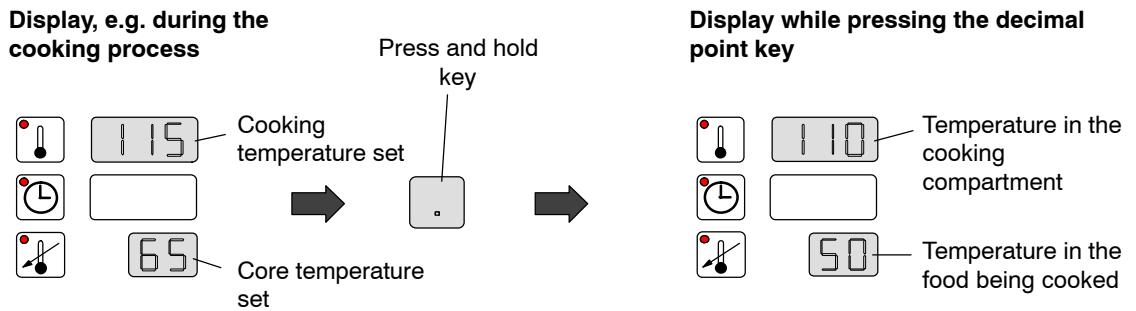 Display, e.g. during the
cooking process
Press and hold
key
Display while pressing the decimal
point key
115
Cooking
temperature set
65
Core temperature
set
.
110
Temperature in the
cooking
compartment
50
Temperature in the
food being cooked